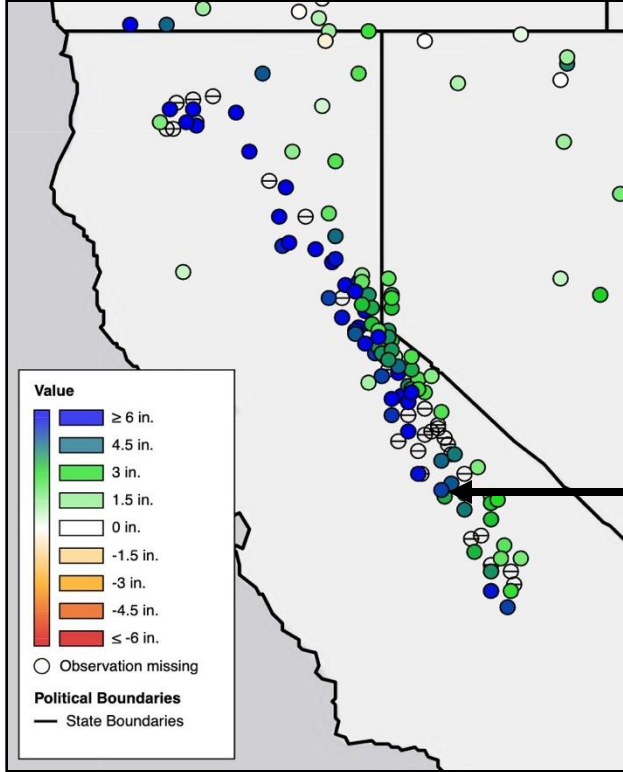 Value
≥ 6 in.
4.5 in.
3 in.
1.5 in.
0 in.
-1.5 in.
-3 in.
-4.5 in.
≤ -6 in.
Observation missing
Political Boundaries
State Boundaries